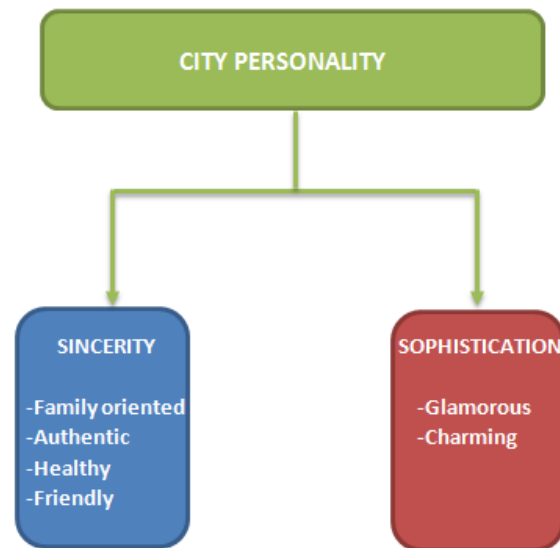 CITY PERSONALITY
SINCERITY
-Family oriented
-Authentic
-Healthy
-Friendly
SOPHISTICATION
-Glamorous
-Charming